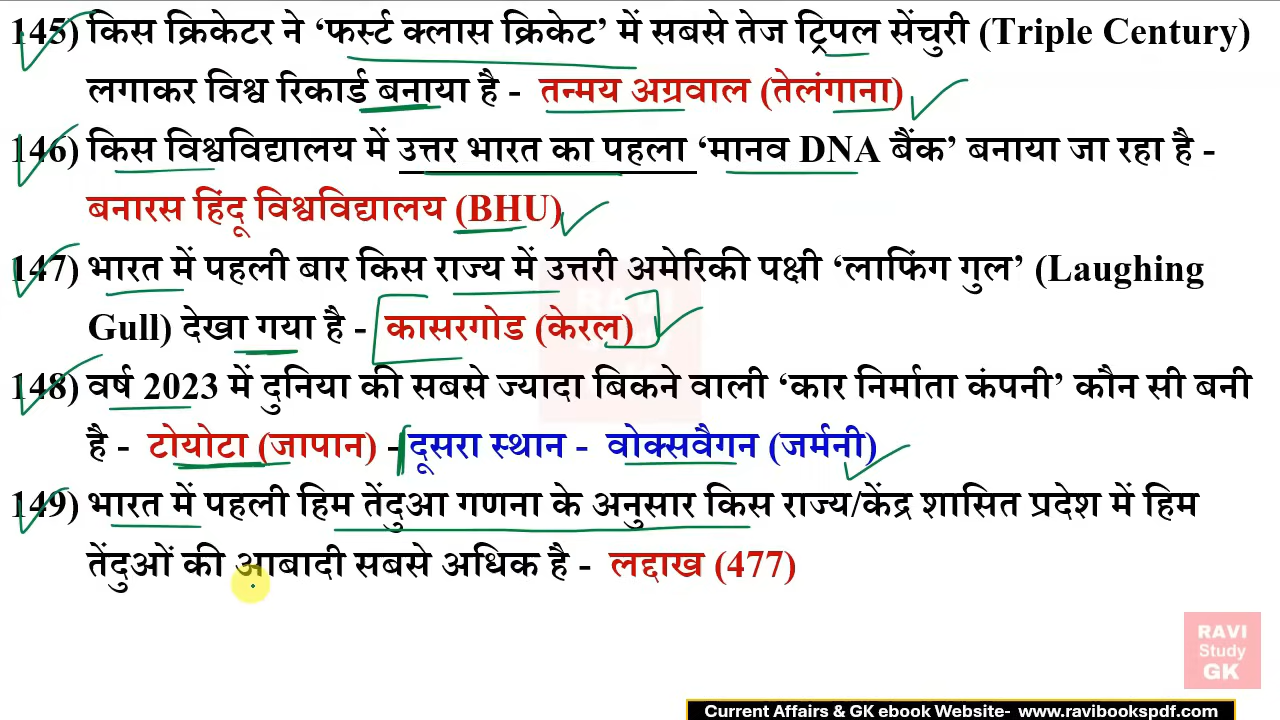 145) किस क्रिकेटर ने ‘फर्स्ट क्लास क्रिकेट’ में सबसे तेज ट्रिपल सेंचुरी (Triple Century)
लगाकर विश्व रिकार्ड बनाया है - तन्मय अग्रवाल (तेलंगाना)
146) किस विश्वविद्यालय में उत्तर भारत का पहला ‘मानव DNA बैंक’ बनाया जा रहा है -
बनारस हिंदू विश्वविद्यालय (BHU)
147) भारत में पहली बार किस राज्य में उत्तरी अमेरिकी पक्षी ‘लाफिंग गुल’ (Laughing
Gull) देखा गया है - कासरगोड (केरल)
148) वर्ष 2023 में दुनिया की सबसे ज्यादा बिकने वाली ‘कार निर्माता कंपनी’ कौन सी बनी
है - टोयोटा (जापान) - दूसरा स्थान - वोक्सवैगन (जर्मनी)
149) भारत में पहली हिम तेंदुआ गणना के अनुसार किस राज्य/केंद्र शासित प्रदेश में हिम
तेंदुओं की आबादी सबसे अधिक है - लद्दाख (477)
RAVI
Study
GK
Current Affairs & GK ebook Website- www.ravibookspdf.com